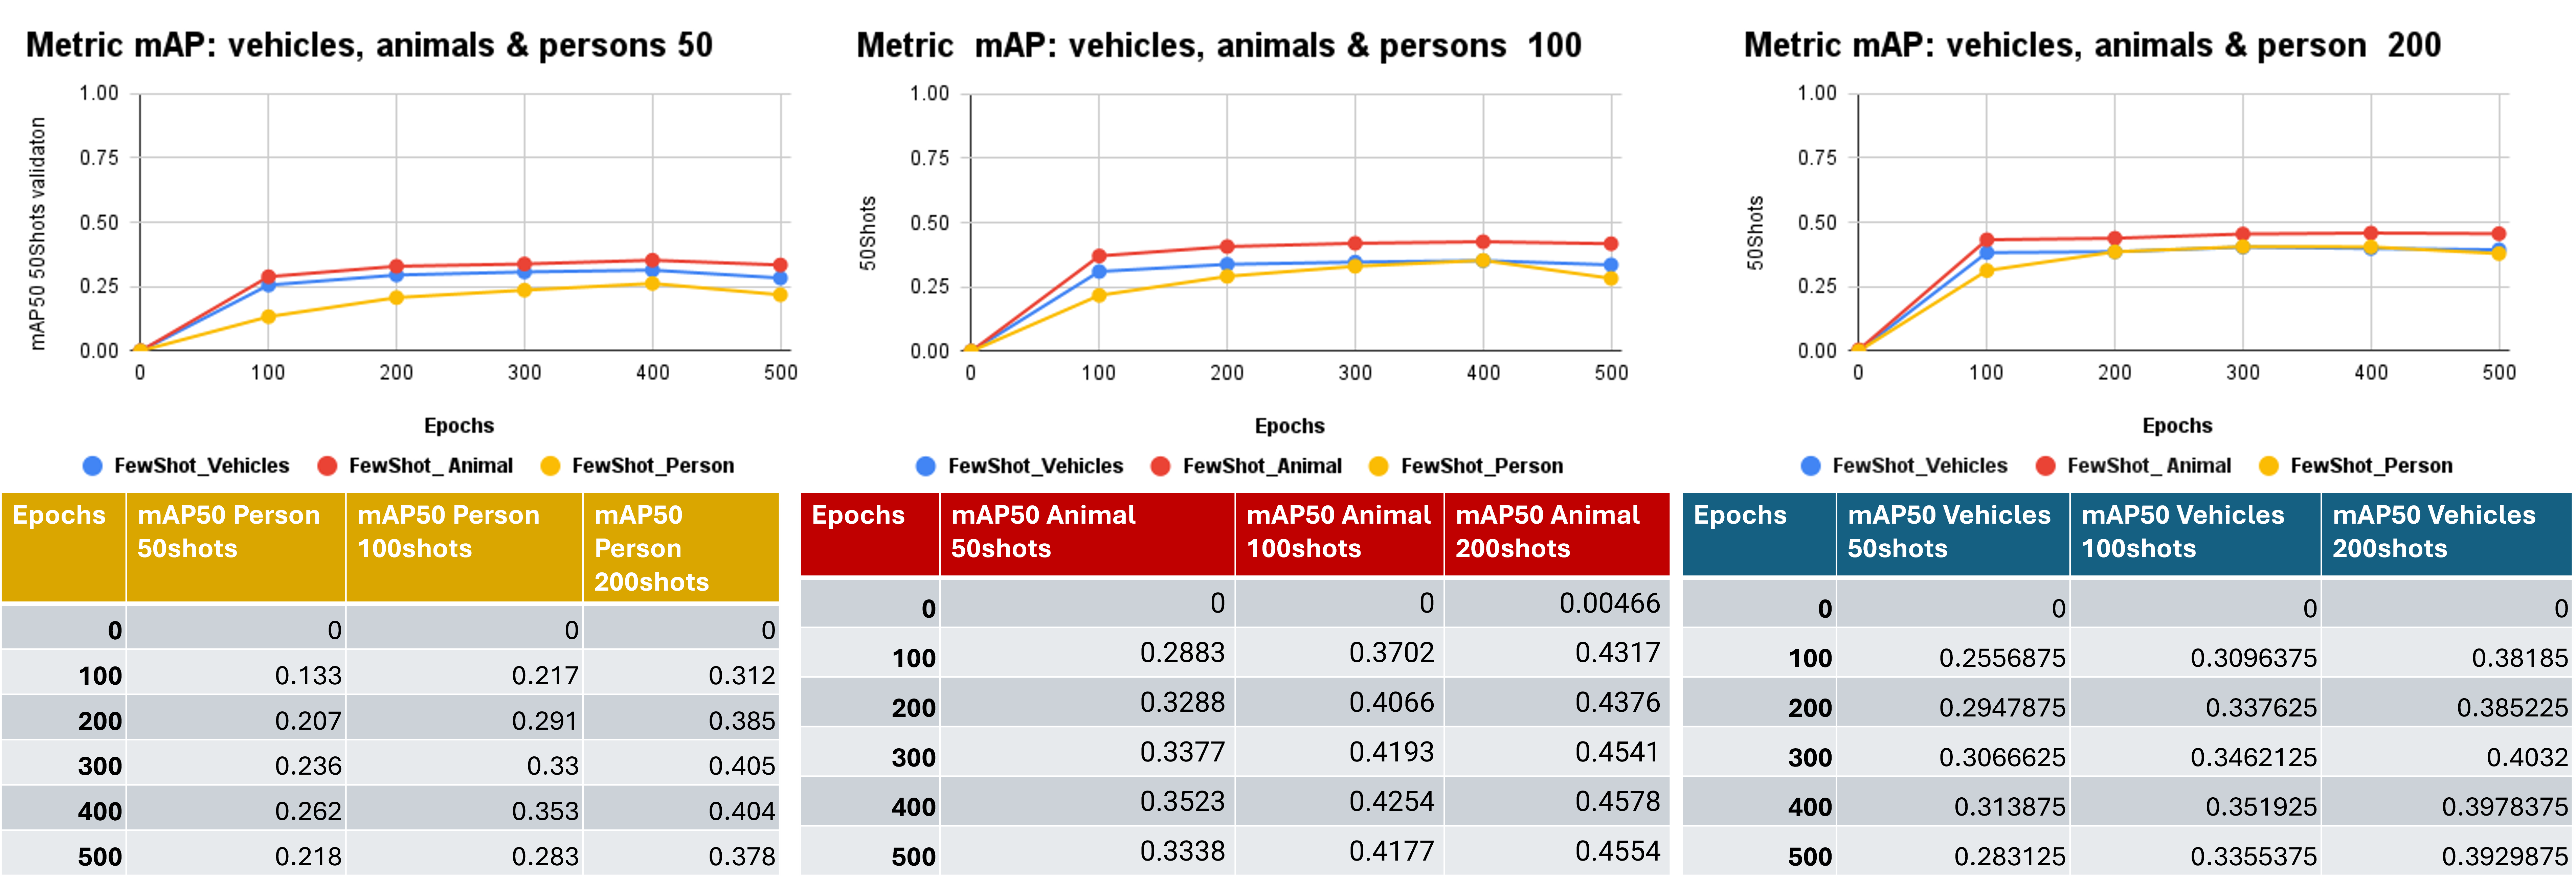 Metric mAP: vehicles, animals & persons 50
mAP50 50Shots validaton
1.00
0.75
0.50
0.25
0.00
0 100 200 300 400 500
Epochs
FewShot_Vehicles FewShot_ Animal FewShot_Person
Metric mAP: vehicles, animals & persons 100
50Shots
1.00
0.75
0.50
0.25
0.00
0 100 200 300 400 500
Epochs
FewShot_Vehicles FewShot_Animal FewShot_Person
Metric mAP: vehicles, animals & person 200
50Shots
1.00
0.75
0.50
0.25
0.00
0 100 200 300 400 500
Epochs
FewShot_Vehicles FewShot_ Animal FewShot_Person
Epochs mAP50 Person 50shots mAP50 Person 100shots mAP50 Person 200shots
0 0 0 0
100 0.133 0.217 0.312
200 0.207 0.291 0.385
300 0.236 0.33 0.405
400 0.262 0.353 0.404
500 0.218 0.283 0.378
Epochs mAP50 Animal 50shots mAP50 Animal 100shots mAP50 Animal 200shots
0 0 0 0.00466
100 0.2883 0.3702 0.4317
200 0.3288 0.4066 0.4376
300 0.3377 0.4193 0.4541
400 0.3523 0.4254 0.4578
500 0.3338 0.4177 0.4554
Epochs mAP50 Vehicles 50shots mAP50 Vehicles 100shots mAP50 Vehicles 200shots
0 0 0 0
100 0.2556875 0.3096375 0.38185
200 0.2947875 0.337625 0.385225
300 0.3066625 0.3462125 0.4032
400 0.313875 0.351925 0.3978375
500 0.283125 0.3355375 0.3929875